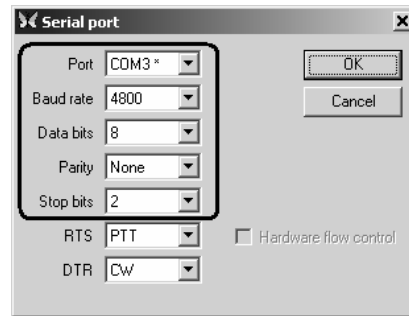 Serial port
Port COM3 *
OK
Baud rate 4800
Cancel
Data bits 8
Parity None
Stop bits 2
RTS PTT
Hardware flow control
DTR CW